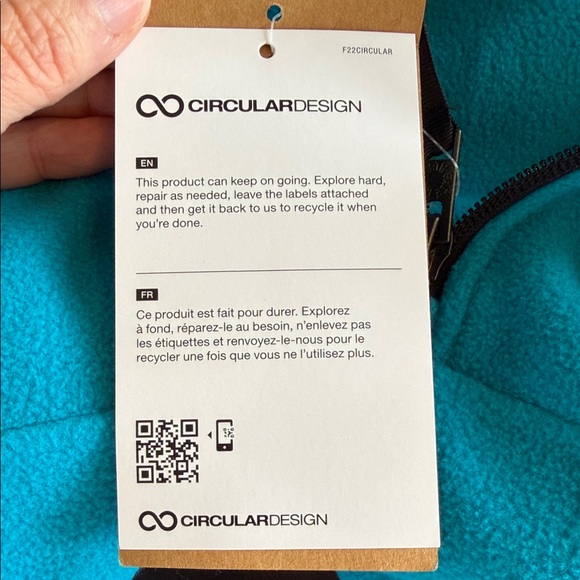 F22CIRCULAR
CIRCULARDESIGN
EN
This product can keep on going. Explore hard,
repair as needed, leave the labels attached
and then get it back to us to recycle it when
you're done.
FR
Ce produit est fait pour durer. Explorez
à fond, réparez-le au besoin, n'enlevez pas
les étiquettes et renvoyez-le-nous pour le
recycler une fois que vous ne l'utilisez plus.
CIRCULARDESIGN